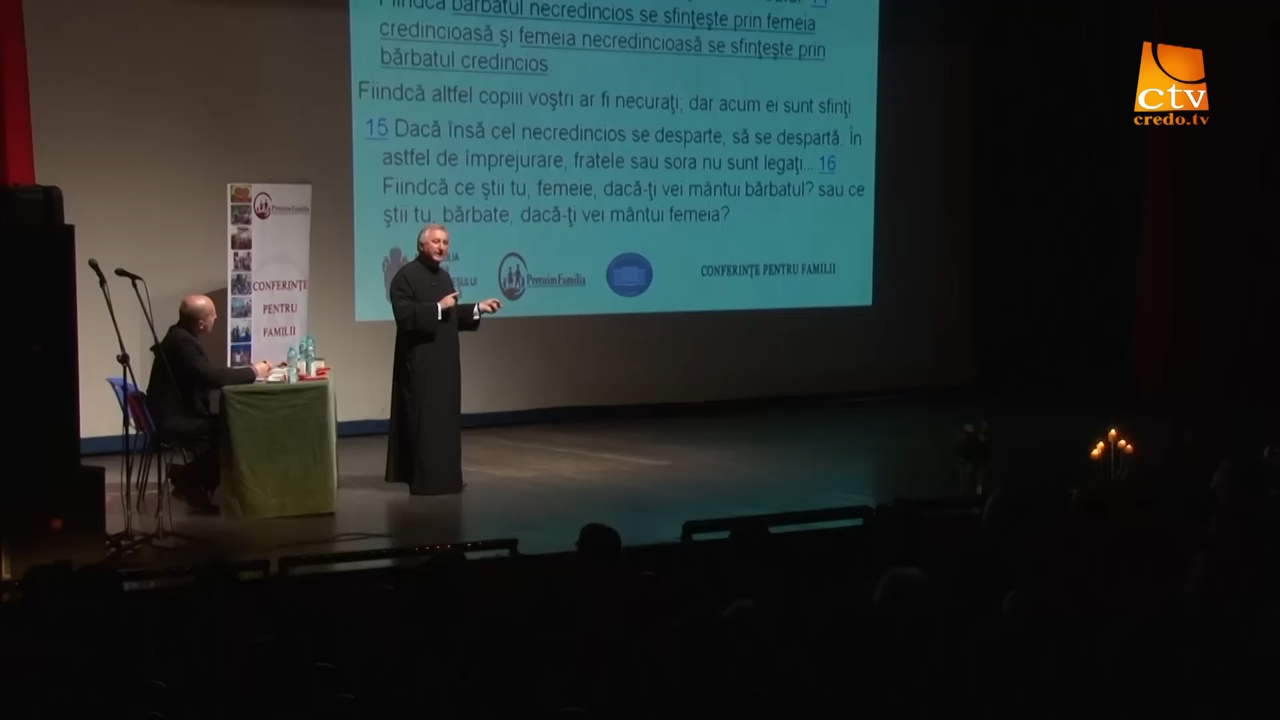 Fiindcă bărbatul necredincios se sfinţeşte prin femeia
credincioasă şi femeia necredincioasă se sfinţeşte prin
bărbatul credincios.
Fiindcă altfel copiii voştri ar fi necuraţi; dar acum ei sunt sfinţi.
15 Dacă însă cel necredincios se desparte, să se despartă. În
astfel de împrejurare, fratele sau sora nu sunt legaţi... 16
Fiindcă ce ştii tu, femeie, dacă-ţi vei mântui bărbatul? sau ce
ştii tu, bărbate, dacă-ţi vei mântui femeia?
PretuimFamilia
CONFERINŢE PENTRU FAMILII
PretuimFamilia
CONFERINŢE
PENTRU
FAMILII
ctv
credo.tv